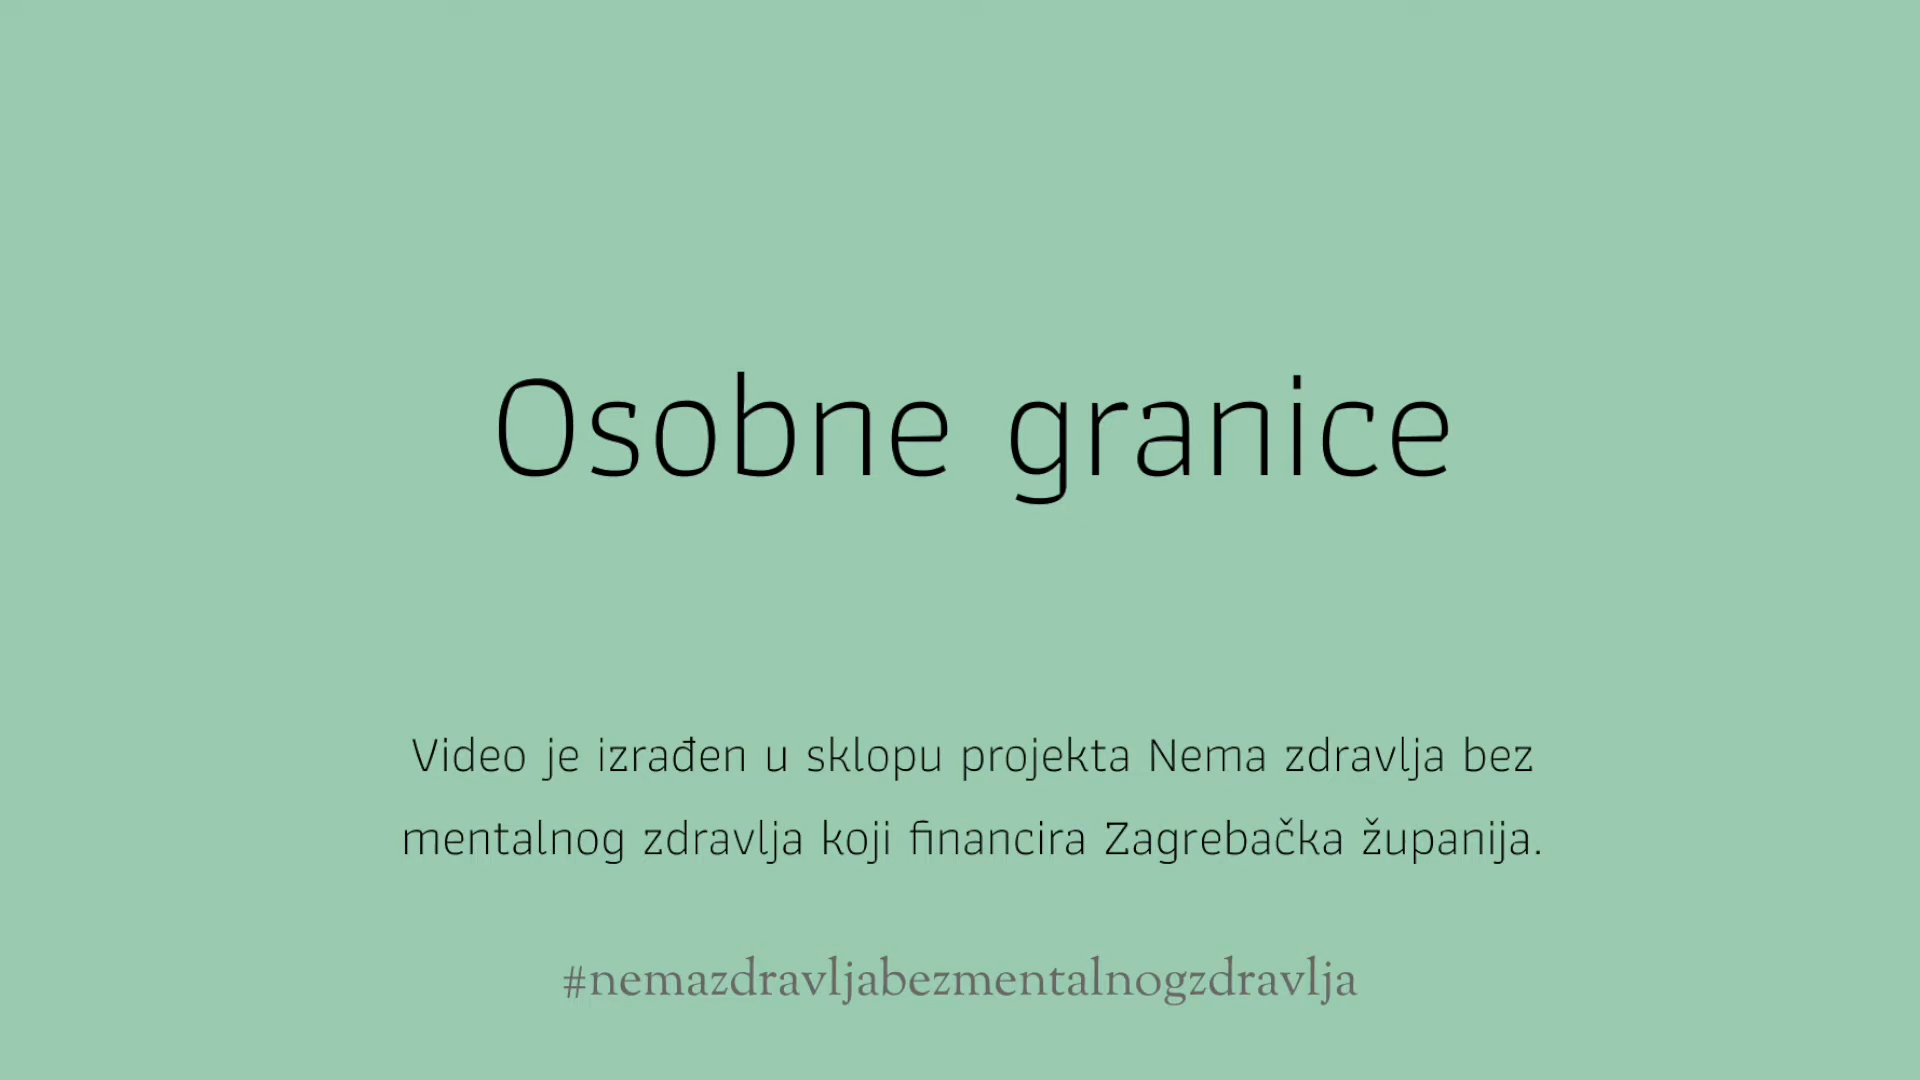 Osobne granice
Video je izrađen u sklopu projekta Nema zdravlja bez
mentalnog zdravlja koji financira Zagrebačka županija.
#nemazdravljabezmentalnogzdravlja